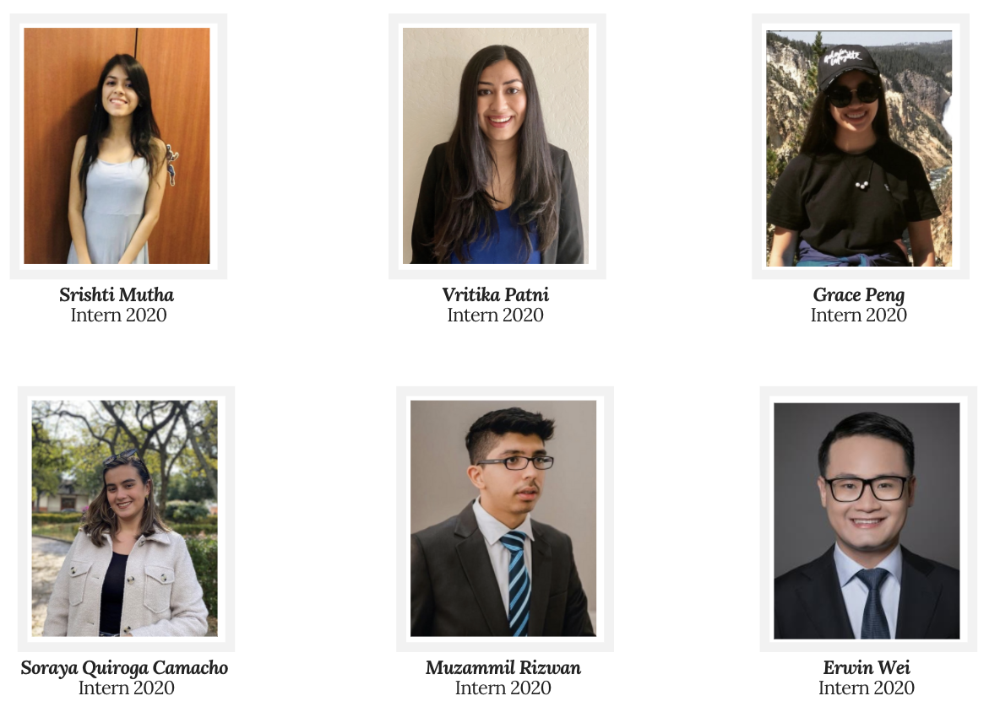 Srishti Mutha
Intern 2020
Vritika Patni
Intern 2020
Grace Peng
Intern 2020
Soraya Quiroga Camacho
Intern 2020
Muzammil Rizwan
Intern 2020
Erwin Wei
Intern 2020